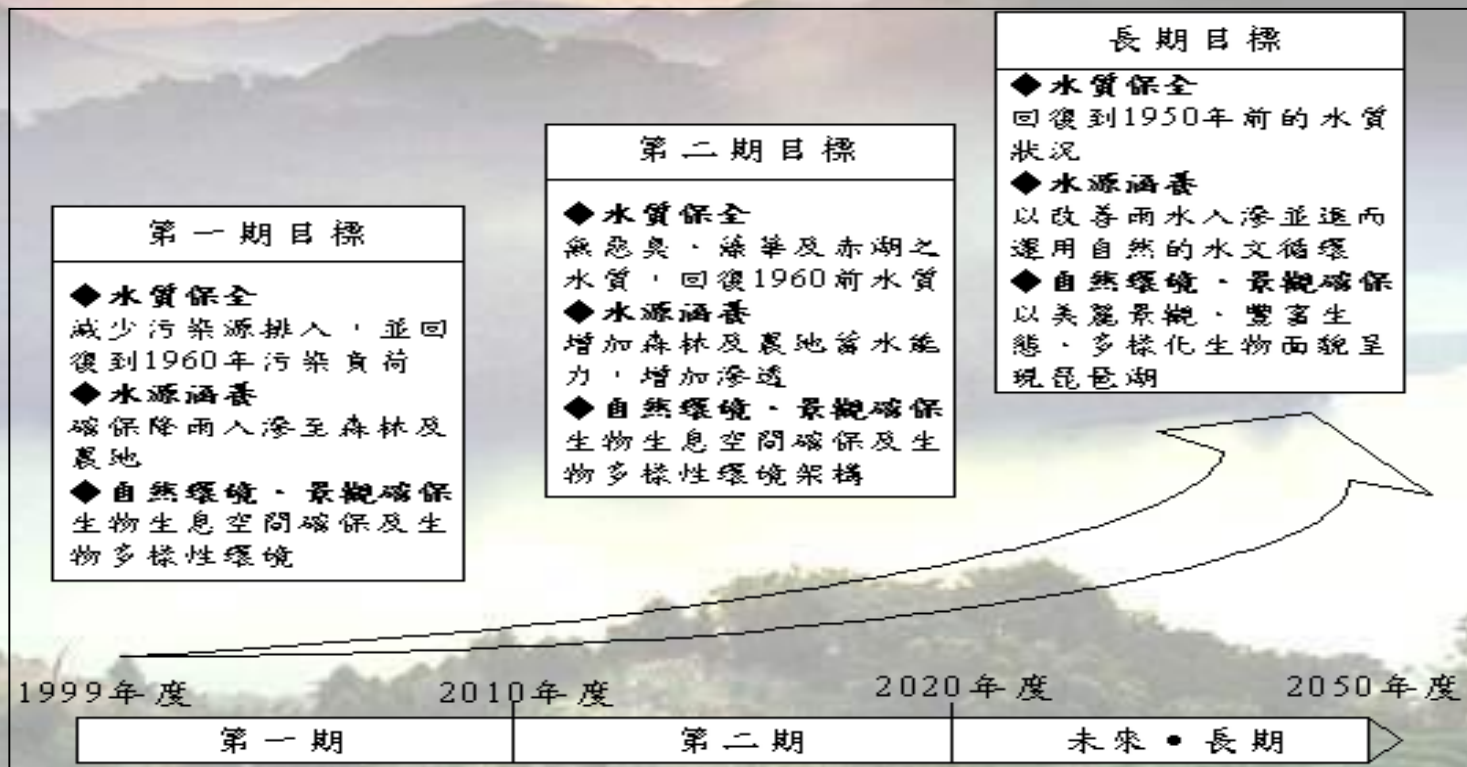 第一期目標
◆水質保全
減少污染源排入，並回
復到1960年污染負荷
◆水源涵養
確保降雨入滲至森林及
農地
◆自然環境、景觀確保
生物生息空間確保及生
物多樣性環境
第二期目標
◆水質保全
無惡臭、藻華及赤湖之
水質，回復1960前水質
◆水源涵養
增加森林及農地蓄水能
力，增加滲透
◆自然環境、景觀確保
生物生息空間確保及生
物多樣性環境架構
長期目標
◆水質保全
回復到1950年前的水質
狀況
◆水源涵養
以改善雨水入滲並進而
運用自然的水文循環
◆自然環境、景觀確保
以美麗景觀、豐富生
態、多樣化生物面貌呈
現琵琶湖
1999年度
2010年度
2020年度
2050年度
第一期
第二期
未來•長期